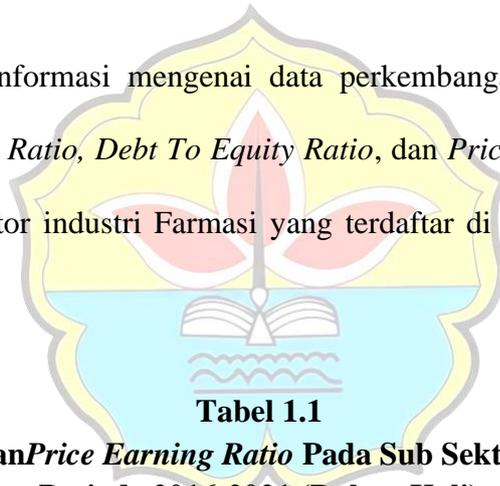 nformasi mengenai data perkembanga
Ratio, Debt To Equity Ratio, dan Pric
tor industri Farmasi yang terdaftar di
Tabel 1.1
anPrice Earning Ratio Pada Sub Sekt